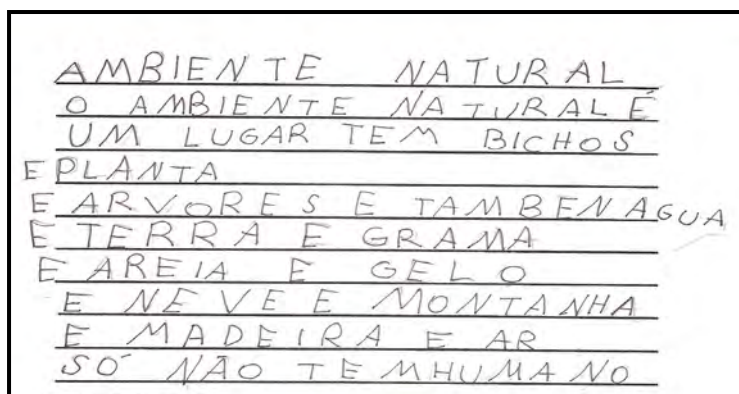 AMBIENTE NATURAL
O AMBIENTE NATURAL É
UM LUGAR TEM BICHOS
E PLANTA
E ARVORES E TAMBEN AGUA
E TERRA E GRAMA
E AREIA E GELO
E NEVE E MONTANHA
E MADEIRA E AR
SÓ NÃO TEM HUMANO